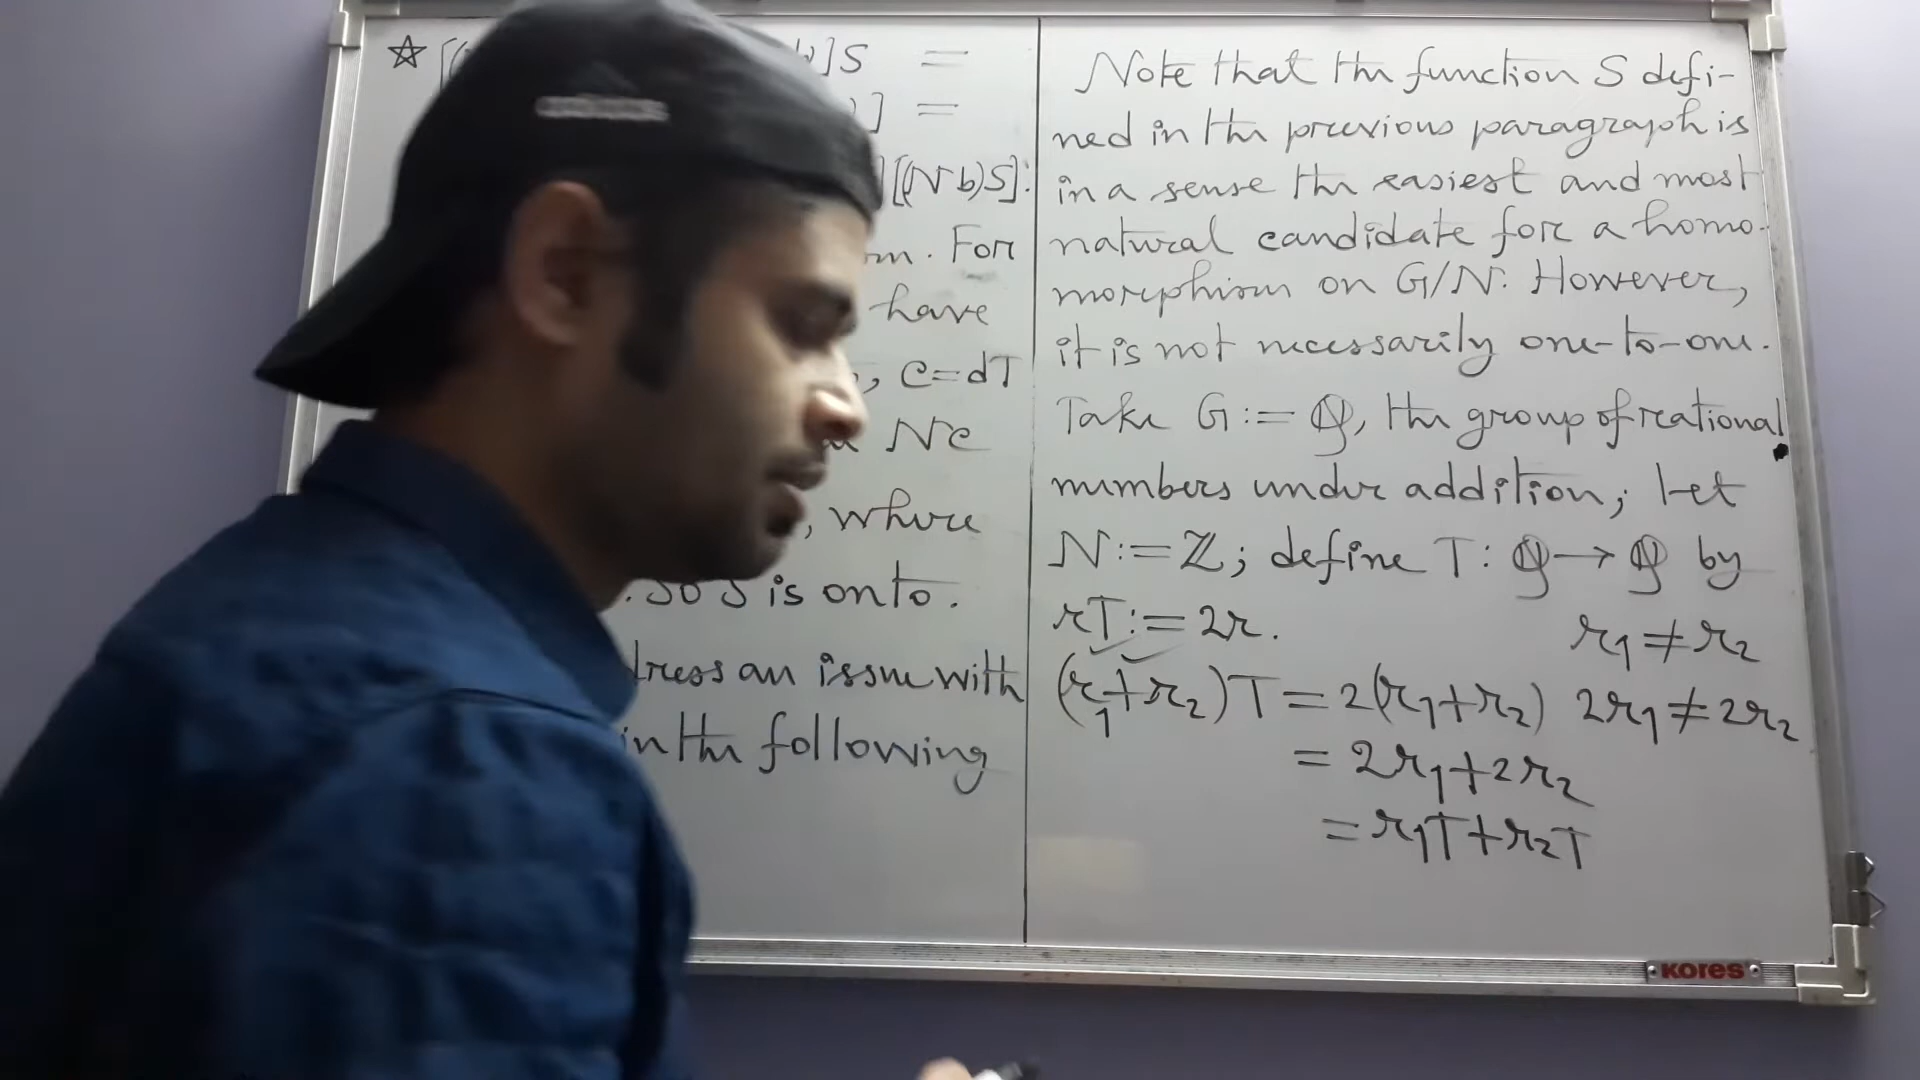 ☆ [( ]S =
] =
][(Nb)S]:
. For
have
, c=dT
Nc
, where
. So S is onto.
an issue with
in the following
Note that the function S defi-
ned in the previous paragraph is
in a sense the easiest and most
natural candidate for a homo-
morphism on G/N. However,
it is not necessarily one-to-one.
Take G := ℚ, the group of rational
numbers under addition; let
N := ℤ; define T: ℚ → ℚ by
rT := 2r.
r₁ ≠ r₂
(r₁+r₂)T = 2(r₁+r₂) 2r₁ ≠ 2r₂
= 2r₁+2r₂
= r₁T+r₂T
KORES